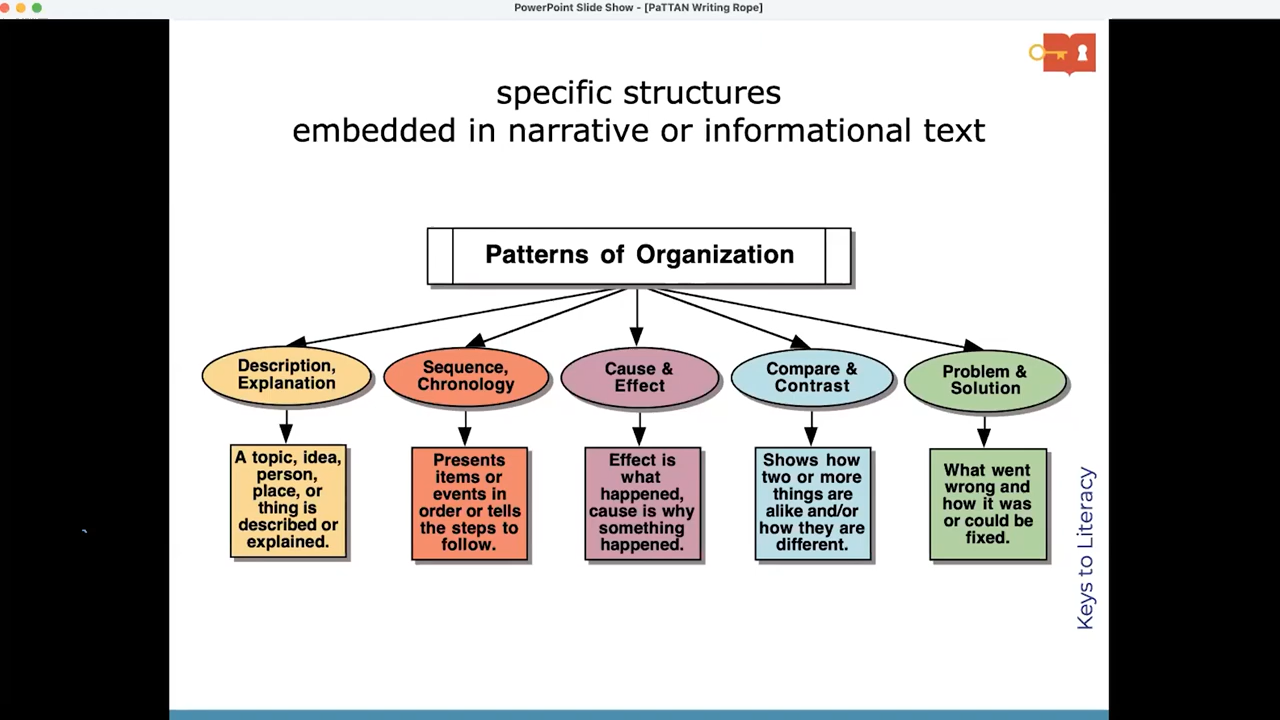 PowerPoint Slide Show - [PaTTAN Writing Rope]
specific structures
embedded in narrative or informational text
Patterns of Organization
Description,
Explanation
Sequence,
Chronology
Cause &
Effect
Compare &
Contrast
Problem &
Solution
A topic, idea,
person,
place, or
thing is
described or
explained.
Presents
items or
events in
order or tells
the steps to
follow.
Effect is
what
happened,
cause is why
something
happened.
Shows how
two or more
things are
alike and/or
how they are
different.
What went
wrong and
how it was
or could be
fixed.
Keys to Literacy